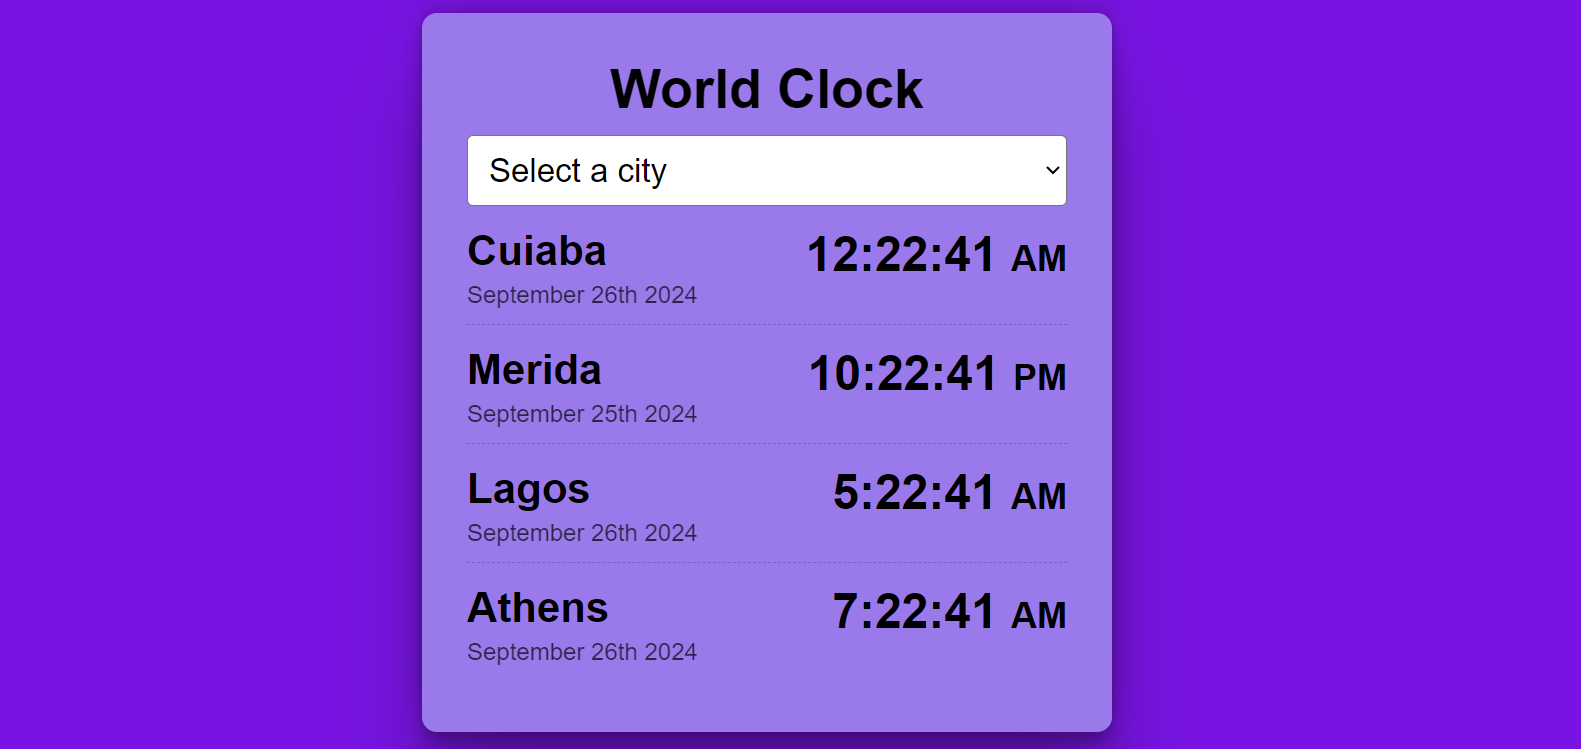 World Clock
Select a city
Cuiaba 12:22:41 AM
September 26th 2024
Merida 10:22:41 PM
September 25th 2024
Lagos 5:22:41 AM
September 26th 2024
Athens 7:22:41 AM
September 26th 2024